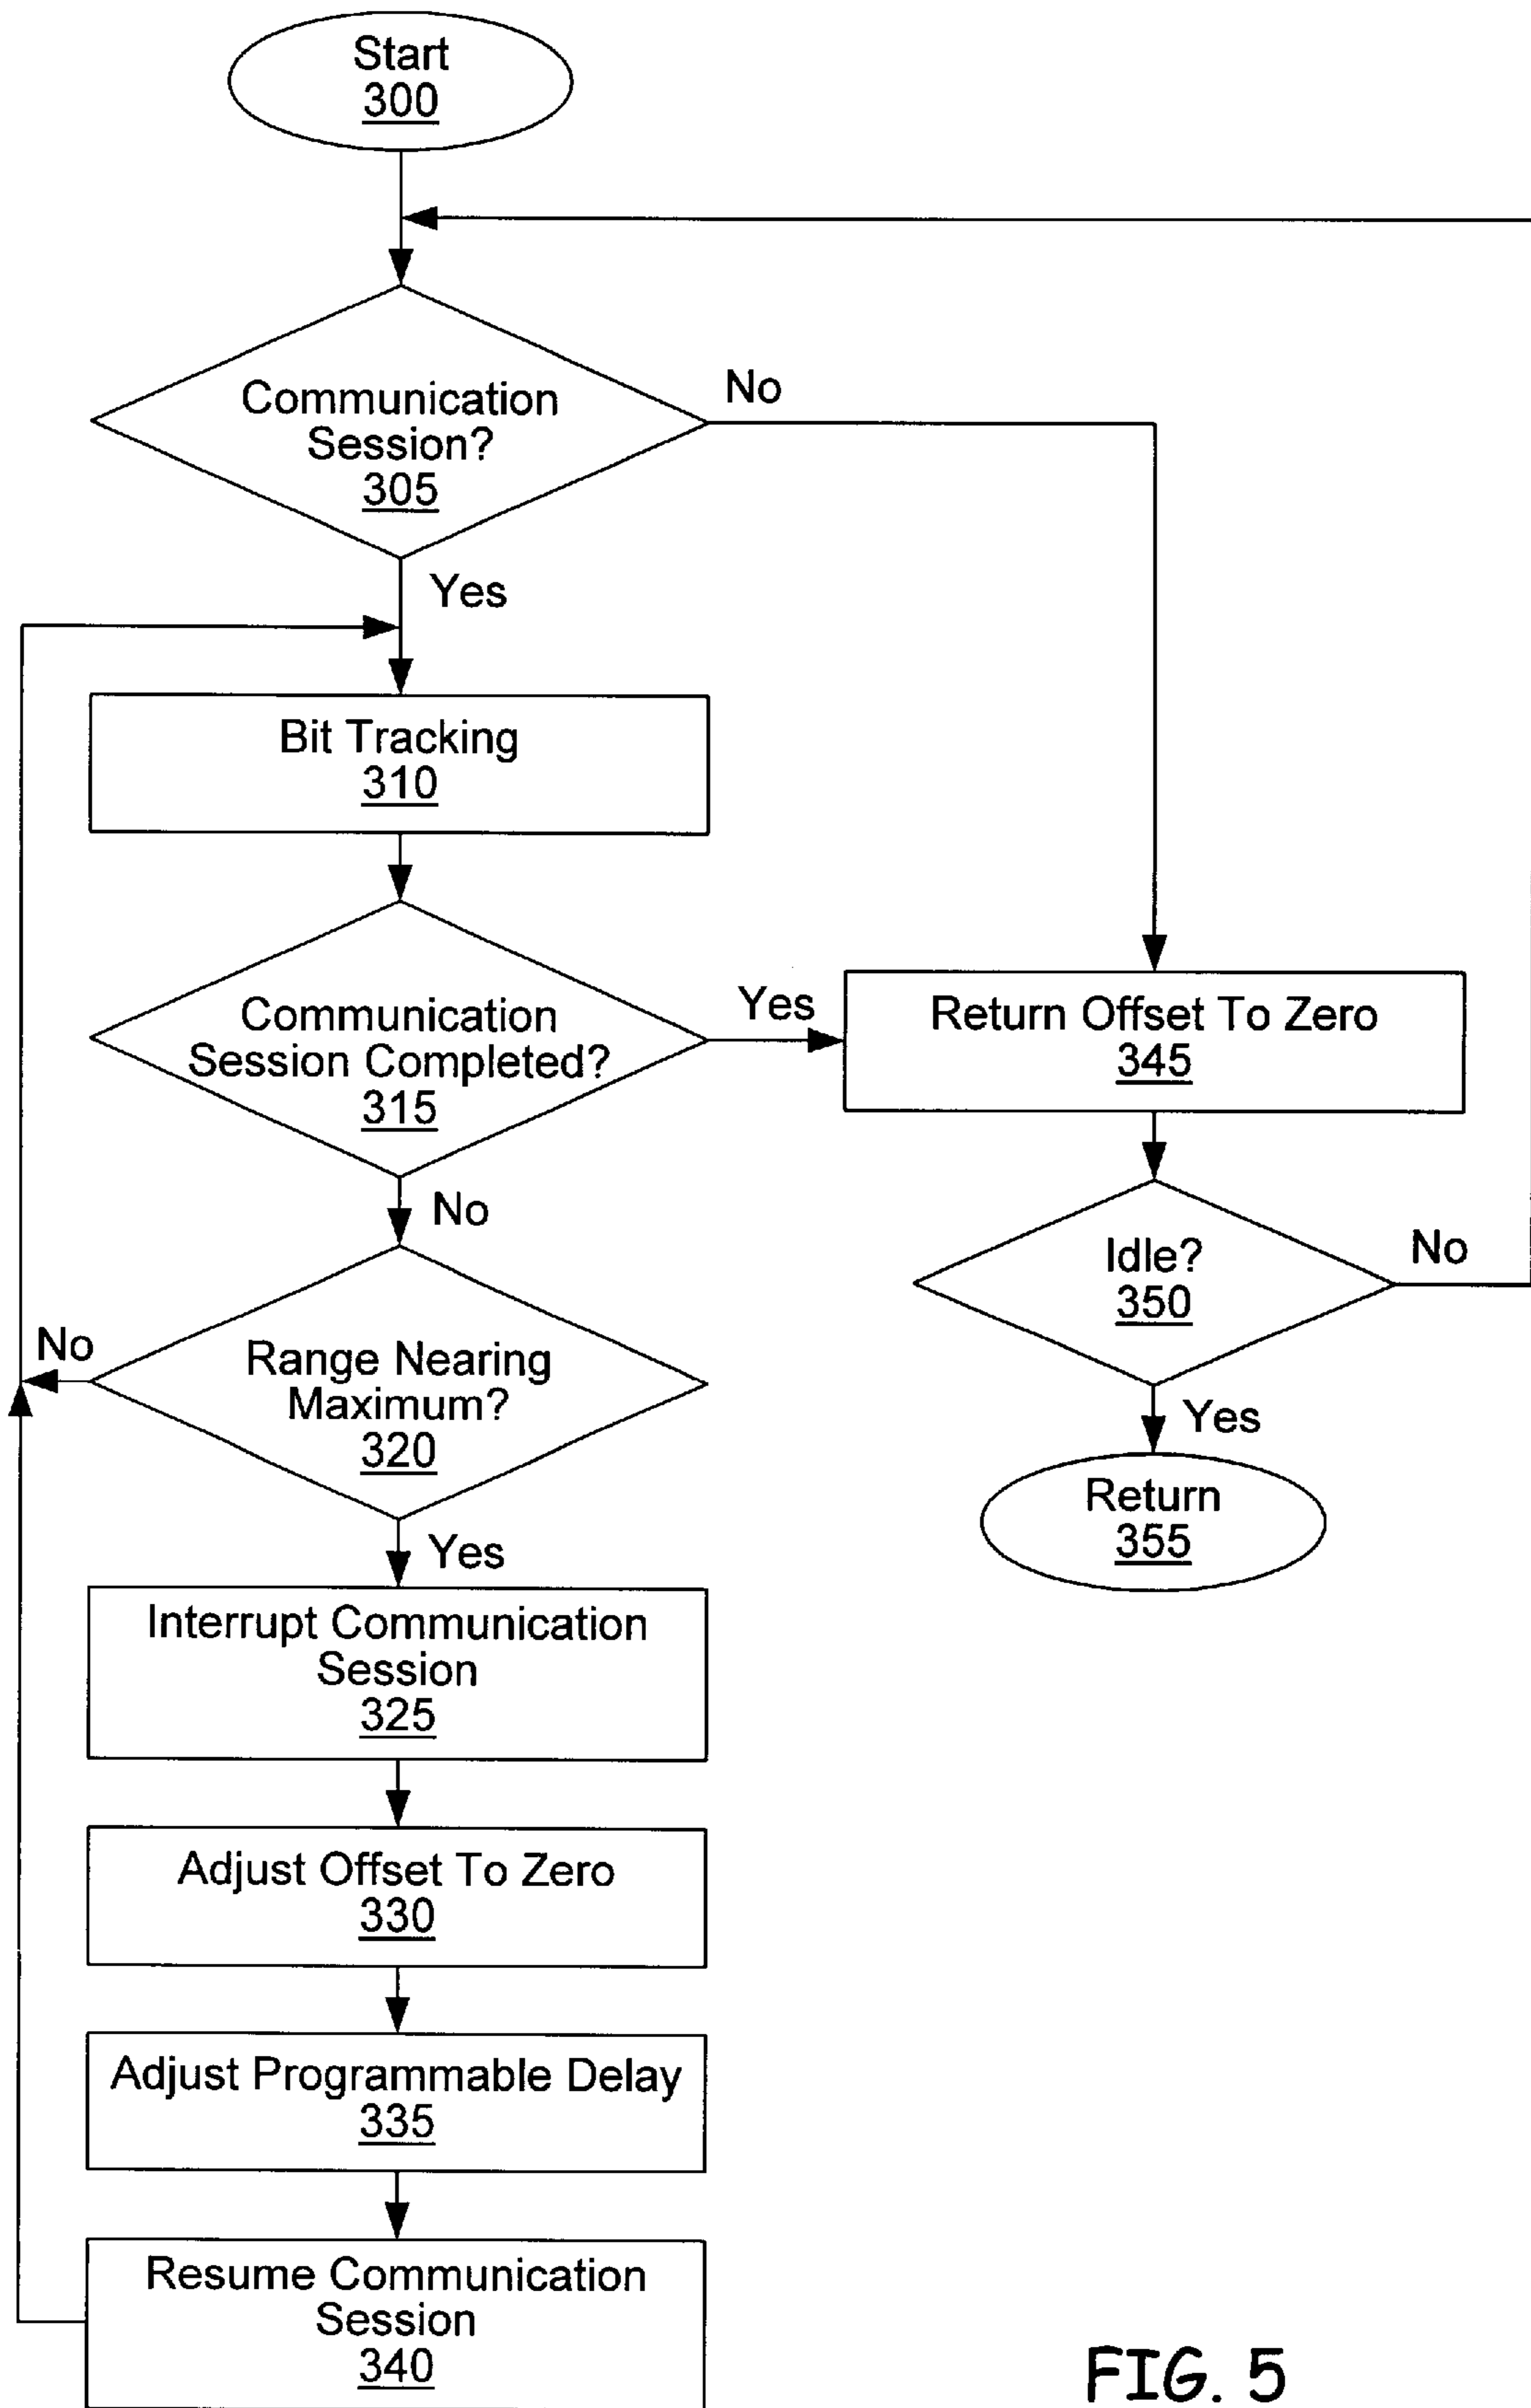 Start
300
Communication
Session?
305
No
Yes
Bit Tracking
310
Communication
Session Completed?
315
Yes
No
Return Offset To Zero
345
Idle?
350
No
Yes
Return
355
Range Nearing
Maximum?
320
No
Yes
Interrupt Communication
Session
325
Adjust Offset To Zero
330
Adjust Programmable Delay
335
Resume Communication
Session
340
FIG. 5